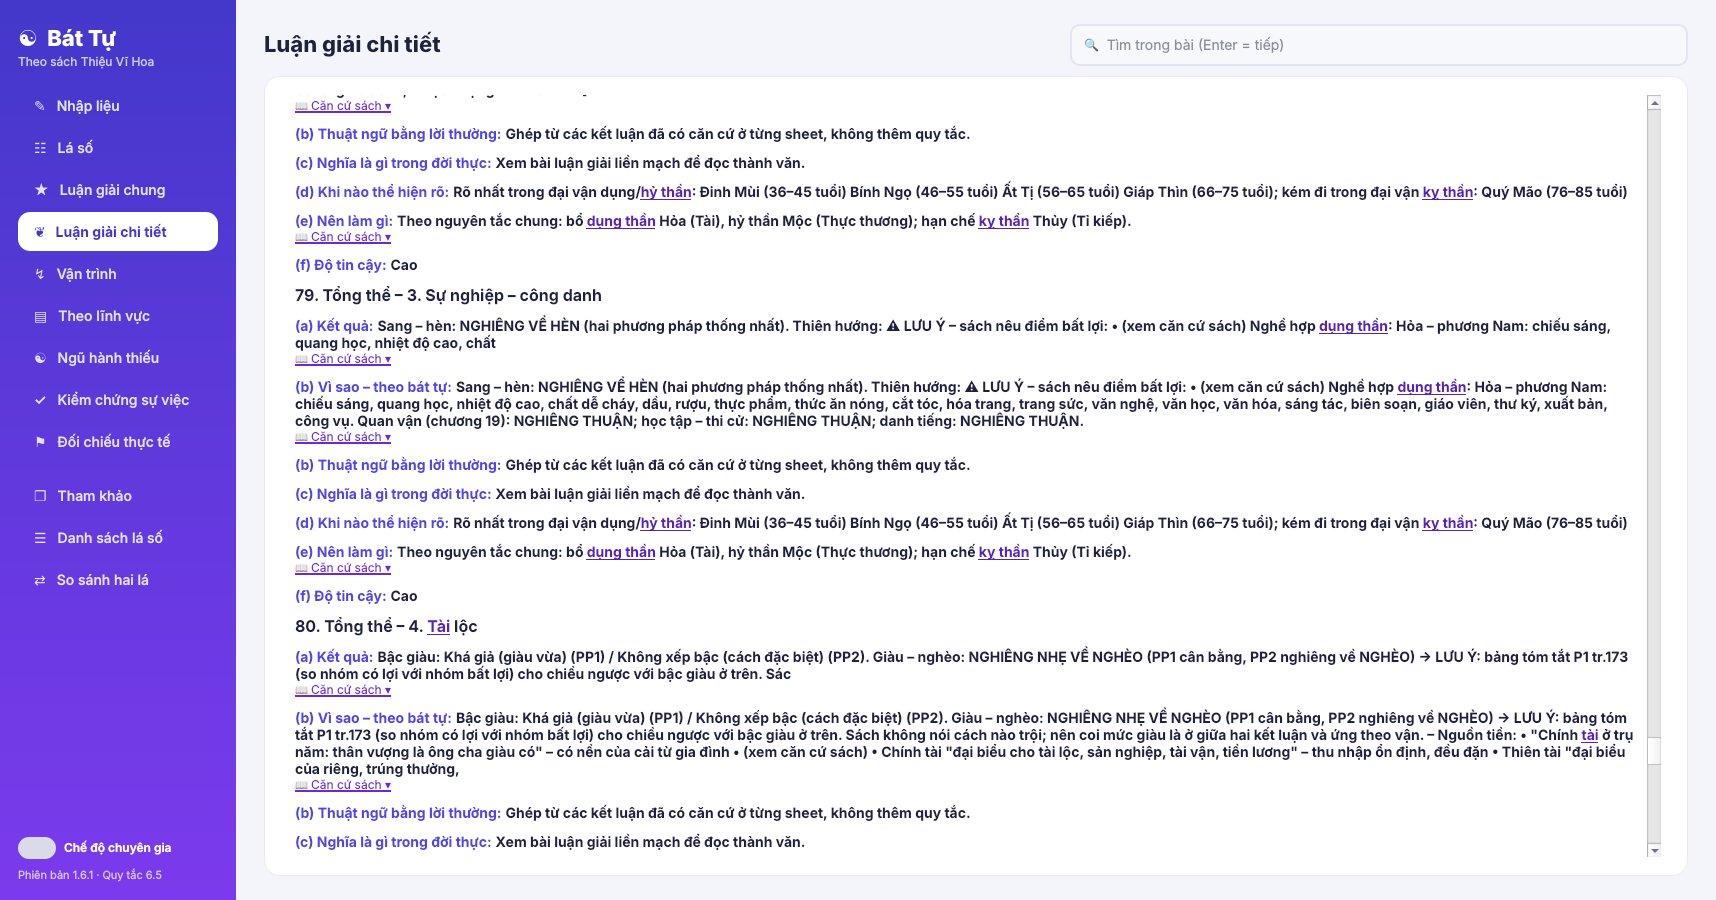 Bát Tự
Theo sách Thiệu Vĩ Hoa
Nhập liệu
Lá số
Luận giải chung
Luận giải chi tiết
Vận trình
Theo lĩnh vực
Ngũ hành thiếu
Kiểm chứng sự việc
Đối chiếu thực tế
Tham khảo
Danh sách lá số
So sánh hai lá
Chế độ chuyên gia
Phiên bản 1.6.1 · Quy tắc 6.5
Luận giải chi tiết
Tìm trong bài (Enter = tiếp)
Căn cứ sách ▾
(b) Thuật ngữ bằng lời thường: Ghép từ các kết luận đã có căn cứ ở từng sheet, không thêm quy tắc.
(c) Nghĩa là gì trong đời thực: Xem bài luận giải liền mạch để đọc thành văn.
(d) Khi nào thể hiện rõ: Rõ nhất trong đại vận dụng/hỷ thần: Đinh Mùi (36–45 tuổi) Bính Ngọ (46–55 tuổi) Ất Tị (56–65 tuổi) Giáp Thìn (66–75 tuổi); kém đi trong đại vận kỵ thần: Quý Mão (76–85 tuổi)
(e) Nên làm gì: Theo nguyên tắc chung: bổ dụng thần Hỏa (Tài), hỷ thần Mộc (Thực thương); hạn chế kỵ thần Thủy (Tỉ kiếp).
Căn cứ sách ▾
(f) Độ tin cậy: Cao
79. Tổng thể – 3. Sự nghiệp – công danh
(a) Kết quả: Sang – hèn: NGHIÊNG VỀ HÈN (hai phương pháp thống nhất). Thiên hướng: ⚠ LƯU Ý – sách nêu điểm bất lợi: • (xem căn cứ sách) Nghề hợp dụng thần: Hỏa – phương Nam: chiếu sáng,
quang học, nhiệt độ cao, chất
Căn cứ sách ▾
(b) Vì sao – theo bát tự: Sang – hèn: NGHIÊNG VỀ HÈN (hai phương pháp thống nhất). Thiên hướng: ⚠ LƯU Ý – sách nêu điểm bất lợi: • (xem căn cứ sách) Nghề hợp dụng thần: Hỏa – phương Nam:
chiếu sáng, quang học, nhiệt độ cao, chất dễ cháy, dầu, rượu, thực phẩm, thức ăn nóng, cắt tóc, hóa trang, trang sức, văn nghệ, văn học, văn hóa, sáng tác, biên soạn, giáo viên, thư ký, xuất bản,
công vụ. Quan vận (chương 19): NGHIÊNG THUẬN; học tập – thi cử: NGHIÊNG THUẬN; danh tiếng: NGHIÊNG THUẬN.
Căn cứ sách ▾
(b) Thuật ngữ bằng lời thường: Ghép từ các kết luận đã có căn cứ ở từng sheet, không thêm quy tắc.
(c) Nghĩa là gì trong đời thực: Xem bài luận giải liền mạch để đọc thành văn.
(d) Khi nào thể hiện rõ: Rõ nhất trong đại vận dụng/hỷ thần: Đinh Mùi (36–45 tuổi) Bính Ngọ (46–55 tuổi) Ất Tị (56–65 tuổi) Giáp Thìn (66–75 tuổi); kém đi trong đại vận kỵ thần: Quý Mão (76–85 tuổi)
(e) Nên làm gì: Theo nguyên tắc chung: bổ dụng thần Hỏa (Tài), hỷ thần Mộc (Thực thương); hạn chế kỵ thần Thủy (Tỉ kiếp).
Căn cứ sách ▾
(f) Độ tin cậy: Cao
80. Tổng thể – 4. Tài lộc
(a) Kết quả: Bậc giàu: Khá giả (giàu vừa) (PP1) / Không xếp bậc (cách đặc biệt) (PP2). Giàu – nghèo: NGHIÊNG NHẸ VỀ NGHÈO (PP1 cân bằng, PP2 nghiêng về NGHÈO) → LƯU Ý: bảng tóm tắt P1 tr.173
(so nhóm có lợi với nhóm bất lợi) cho chiều ngược với bậc giàu ở trên. Sác
Căn cứ sách ▾
(b) Vì sao – theo bát tự: Bậc giàu: Khá giả (giàu vừa) (PP1) / Không xếp bậc (cách đặc biệt) (PP2). Giàu – nghèo: NGHIÊNG NHẸ VỀ NGHÈO (PP1 cân bằng, PP2 nghiêng về NGHÈO) → LƯU Ý: bảng tóm
tắt P1 tr.173 (so nhóm có lợi với nhóm bất lợi) cho chiều ngược với bậc giàu ở trên. Sách không nói cách nào trội; nên coi mức giàu là ở giữa hai kết luận và ứng theo vận. – Nguồn tiền: • "Chính tài ở trụ
năm: thân vượng là ông cha giàu có" – có nền của cải từ gia đình • (xem căn cứ sách) • Chính tài "đại biểu cho tài lộc, sản nghiệp, tài vận, tiền lương" – thu nhập ổn định, đều đặn • Thiên tài "đại biểu
của riêng, trúng thưởng,
Căn cứ sách ▾
(b) Thuật ngữ bằng lời thường: Ghép từ các kết luận đã có căn cứ ở từng sheet, không thêm quy tắc.
(c) Nghĩa là gì trong đời thực: Xem bài luận giải liền mạch để đọc thành văn.